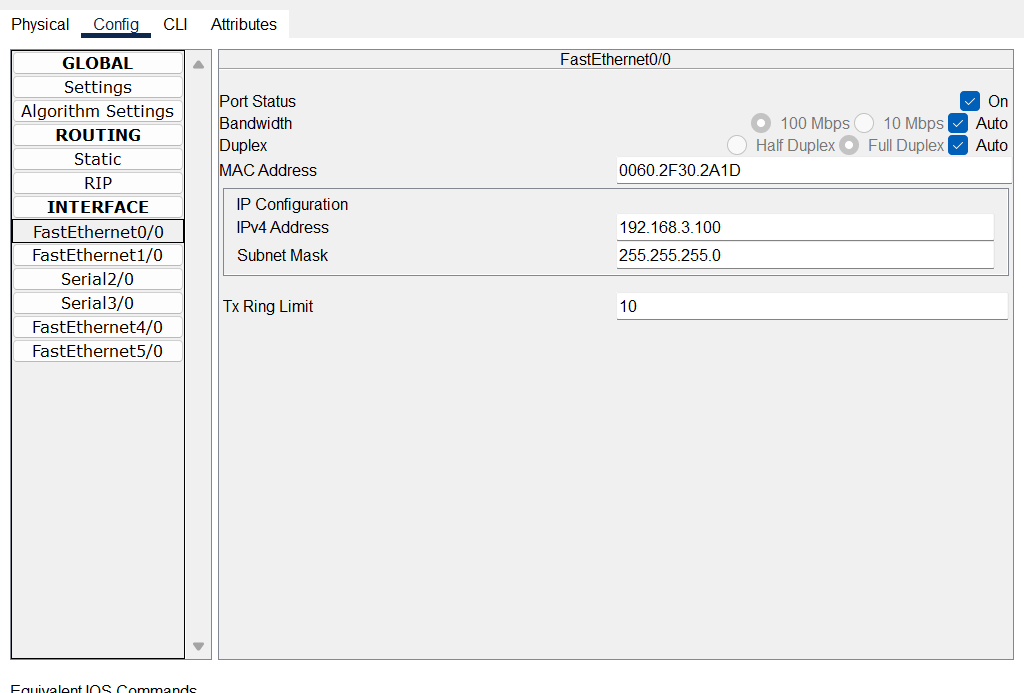 Physical Config CLI Attributes
GLOBAL
Settings
Algorithm Settings
ROUTING
Static
RIP
INTERFACE
FastEthernet0/0
FastEthernet1/0
Serial2/0
Serial3/0
FastEthernet4/0
FastEthernet5/0
FastEthernet0/0
Port Status On
Bandwidth 100 Mbps 10 Mbps Auto
Duplex Half Duplex Full Duplex Auto
MAC Address 0060.2F30.2A1D
IP Configuration
IPv4 Address 192.168.3.100
Subnet Mask 255.255.255.0
Tx Ring Limit 10
Equivalent IOS Commands